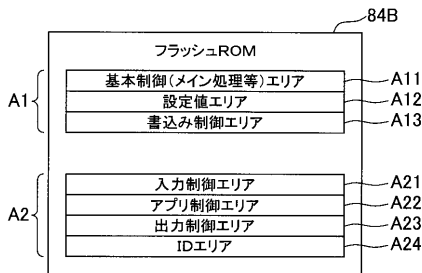 84B
フラッシュROM
A1
基本制御(メイン処理等)エリア A11
設定値エリア A12
書込み制御エリア A13
A2
入力制御エリア A21
アプリ制御エリア A22
出力制御エリア A23
IDエリア A24